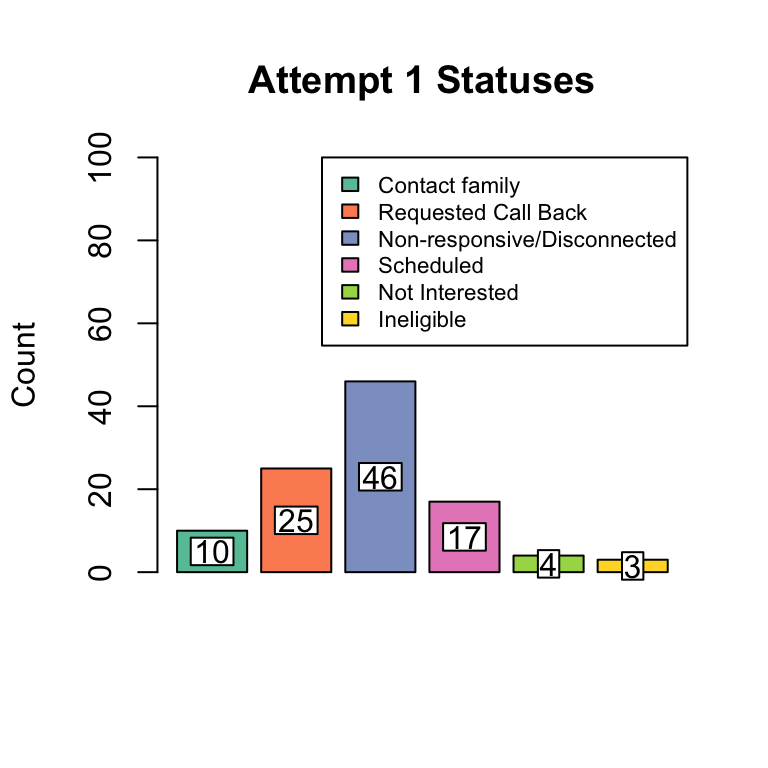 Attempt 1 Statuses
Count
100
80
60
40
20
0
Contact family
Requested Call Back
Non-responsive/Disconnected
Scheduled
Not Interested
Ineligible
10
25
46
17
4
3